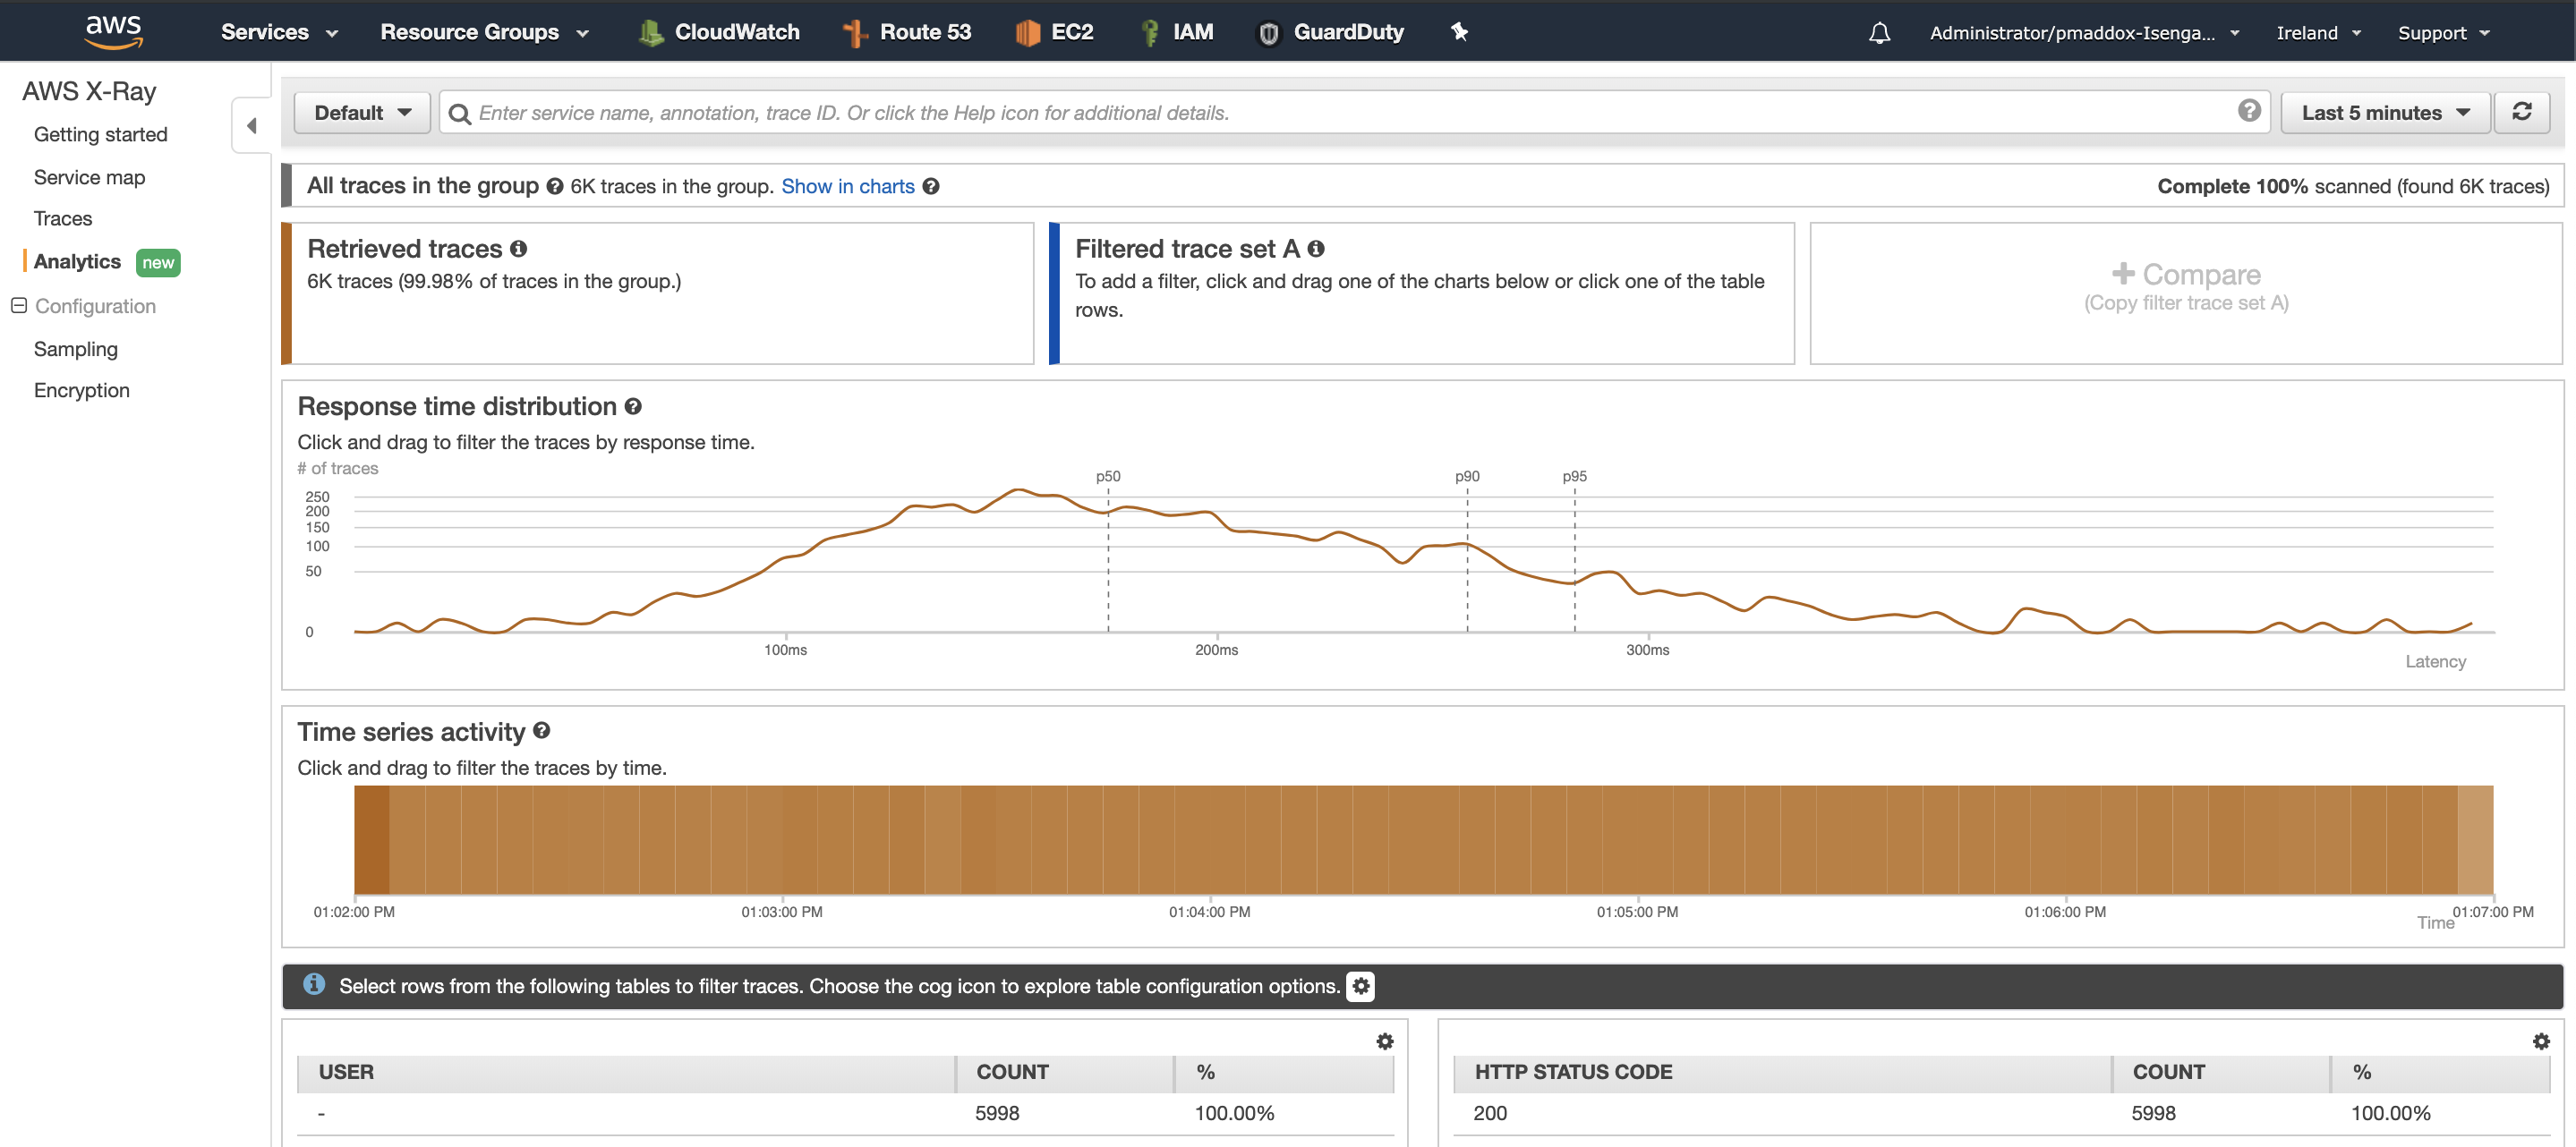 aws Services Resource Groups CloudWatch Route 53 EC2 IAM GuardDuty Administrator/pmaddox-Isenga... Ireland Support
AWS X-Ray
Getting started
Service map
Traces
Analytics new
Configuration
Sampling
Encryption
Default Enter service name, annotation, trace ID. Or click the Help icon for additional details. Last 5 minutes
All traces in the group 6K traces in the group. Show in charts Complete 100% scanned (found 6K traces)
Retrieved traces
6K traces (99.98% of traces in the group.)
Filtered trace set A
To add a filter, click and drag one of the charts below or click one of the table
rows.
Compare
(Copy filter trace set A)
Response time distribution
Click and drag to filter the traces by response time.
# of traces
p50 p90 p95
250
200
150
100
50
0
100ms 200ms 300ms
Latency
Time series activity
Click and drag to filter the traces by time.
01:02:00 PM 01:03:00 PM 01:04:00 PM 01:05:00 PM 01:06:00 PM 01:07:00 PM
Time
Select rows from the following tables to filter traces. Choose the cog icon to explore table configuration options.
USER COUNT %
- 5998 100.00%
HTTP STATUS CODE COUNT %
200 5998 100.00%